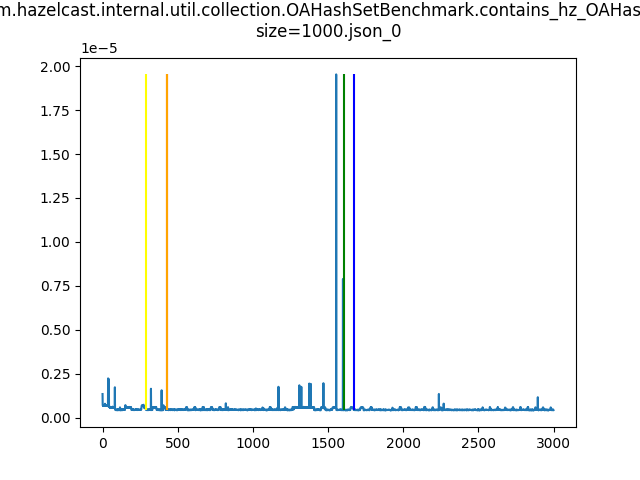 m.hazelcast.internal.util.collection.OAHashSetBenchmark.contains_hz_OAHas
size=1000.json_0
1e−5
2.00
1.75
1.50
1.25
1.00
0.75
0.50
0.25
0.00
0 500 1000 1500 2000 2500 3000